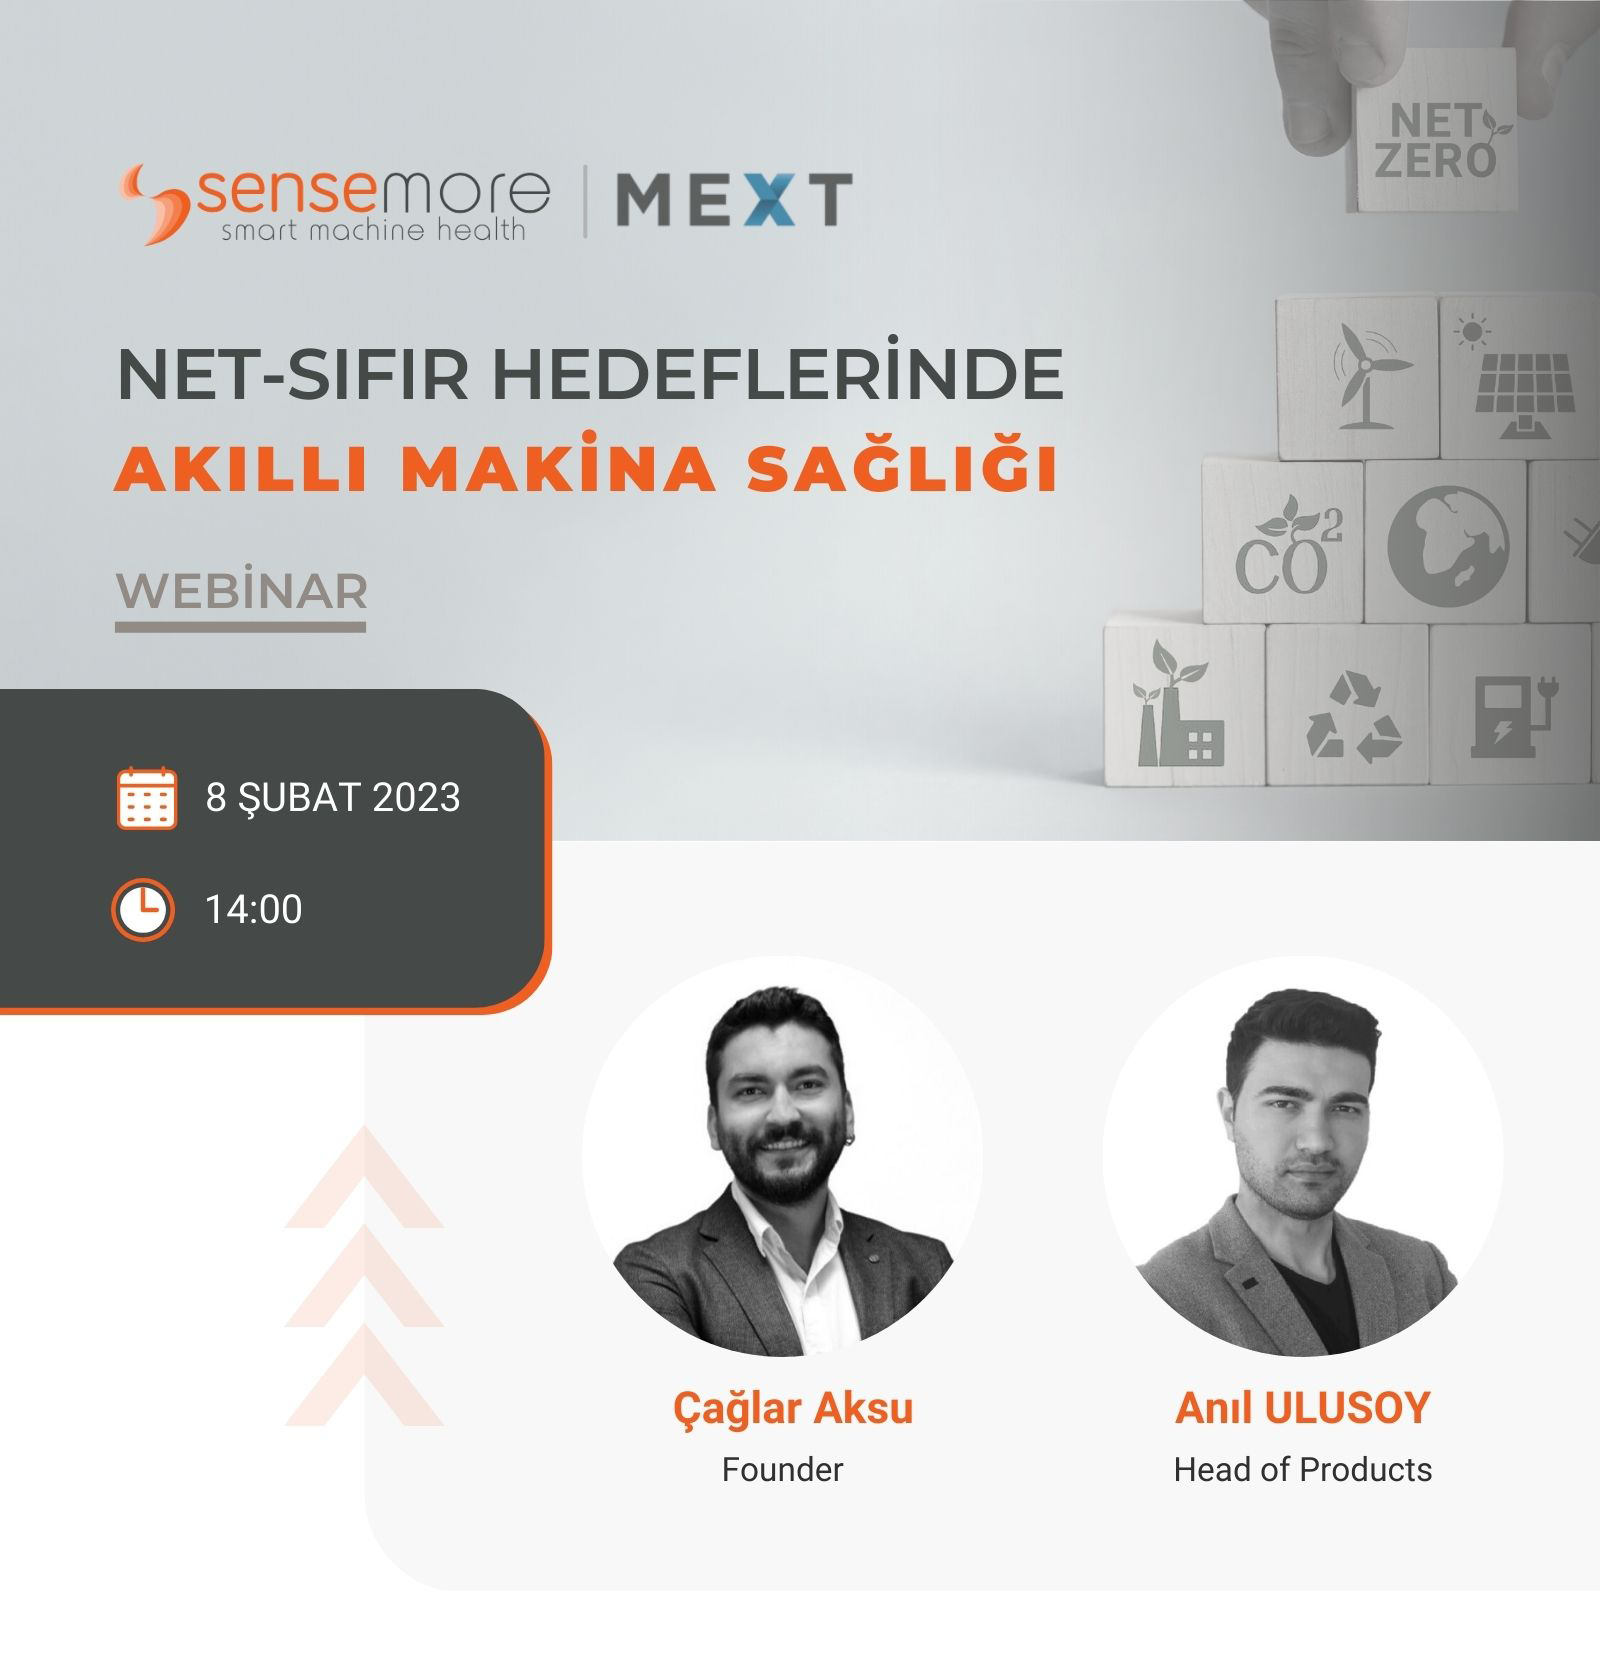 sensemore
smart machine health
MEXT
NET-SIFIR HEDEFLERİNDE
AKILLI MAKİNA SAĞLIĞI
WEBİNAR
NET
ZERO
CO2
8 ŞUBAT 2023
14:00
Çağlar Aksu
Founder
Anıl ULUSOY
Head of Products